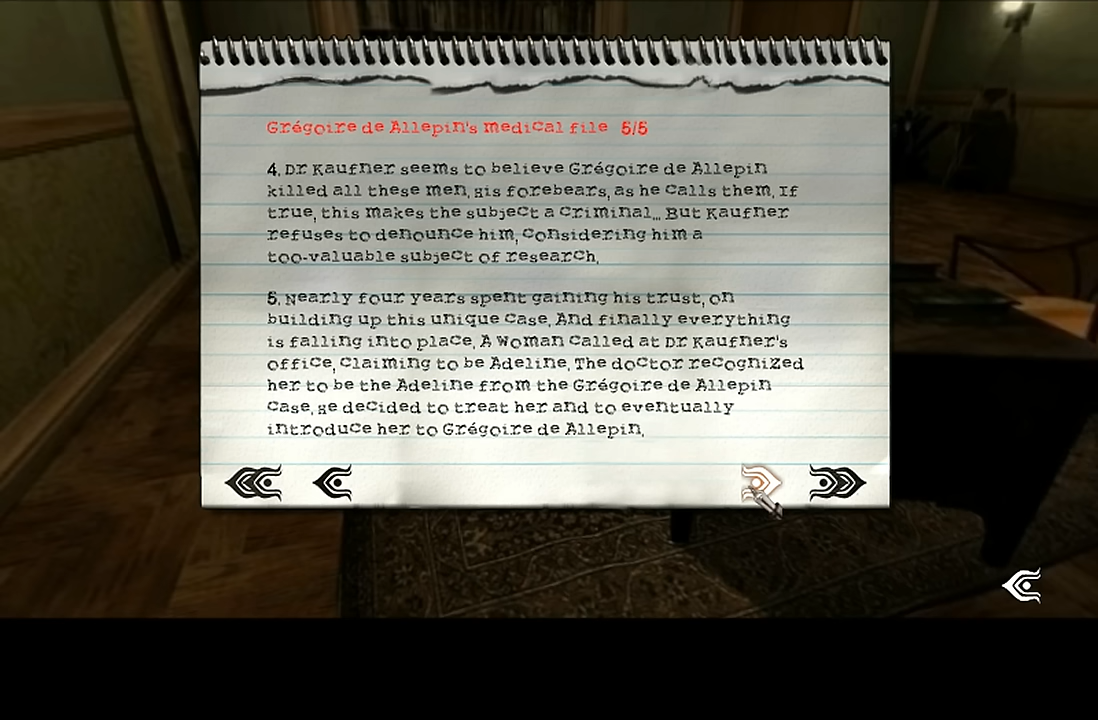 Grégoire de Allepin's medical file 5/5
4. Dr Kaufner seems to believe Grégoire de Allepin
killed all these men, his forebears, as he calls them. If
true, this makes the subject a criminal... But Kaufner
refuses to denounce him, considering him a
too-valuable subject of research.
5. Nearly four years spent gaining his trust, on
building up this unique case. And finally everything
is falling into place. A woman called at Dr Kaufner's
office, claiming to be Adeline. The doctor recognized
her to be the Adeline from the Grégoire de Allepin
case. He decided to treat her and to eventually
introduce her to Grégoire de Allepin.